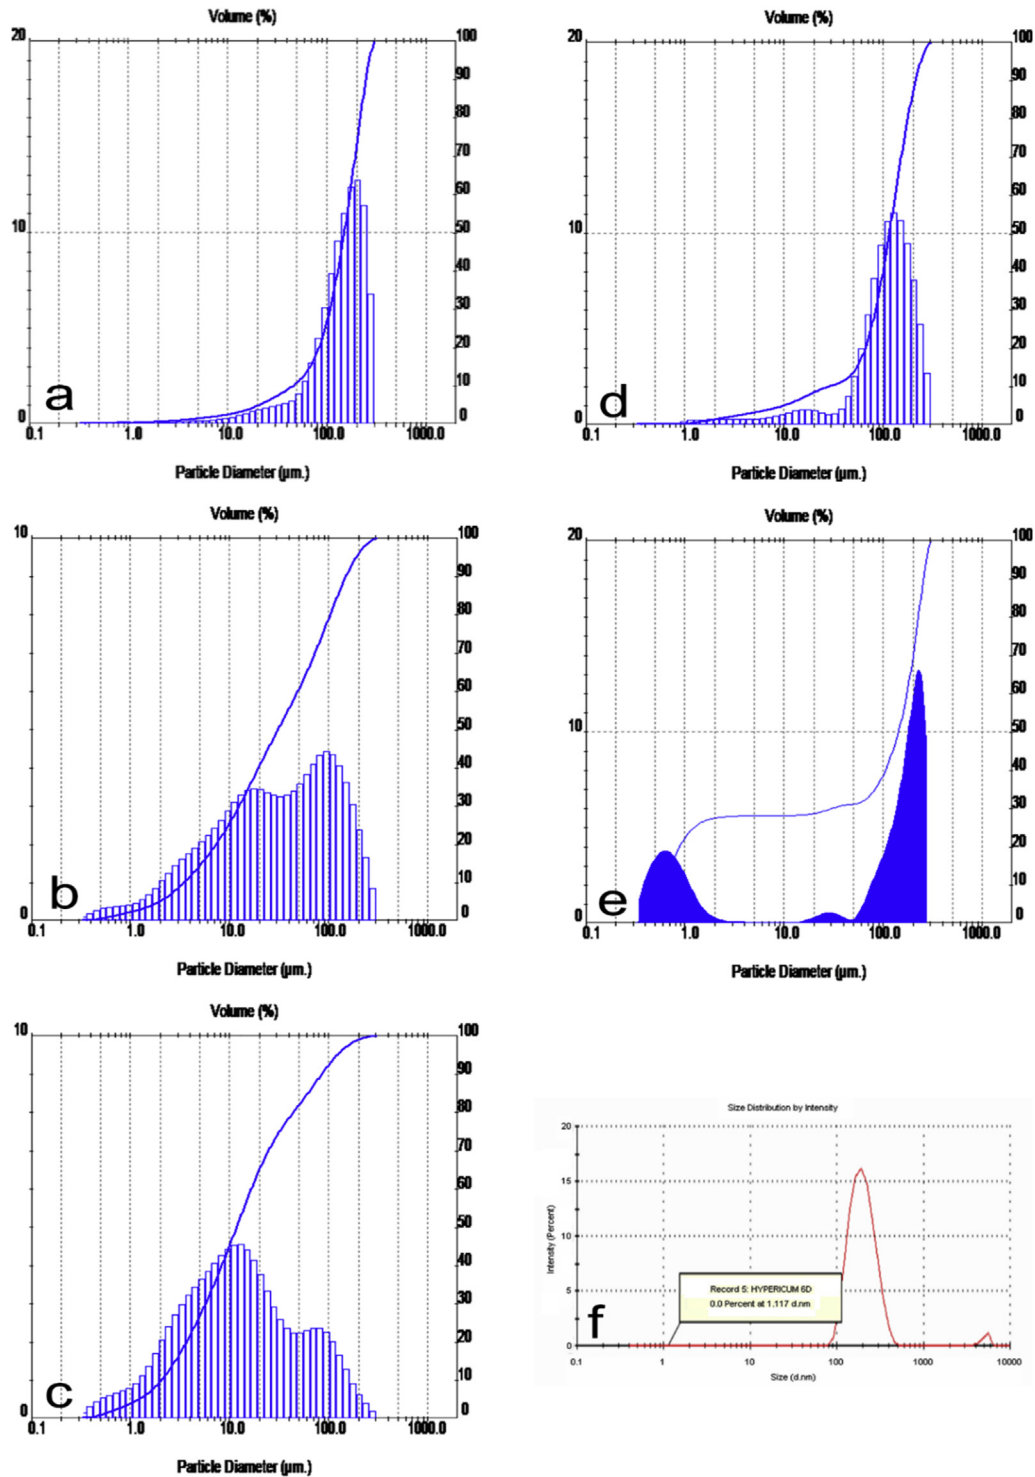 Volume (%)
20 100
90
80
70
60
10 50
40
30
20
10
a
0 0
0.1 1.0 10.0 100.0 1000.0
Particle Diameter (µm.)
Volume (%)
20 100
90
80
70
60
10 50
40
30
20
10
d
0 0
0.1 1.0 10.0 100.0 1000.0
Particle Diameter (µm.)
Volume (%)
10 100
90
80
70
60
50
40
30
20
10
b
0 0
0.1 1.0 10.0 100.0 1000.0
Particle Diameter (µm.)
Volume (%)
20 100
90
80
70
60
10 50
40
30
20
10
e
0 0
0.1 1.0 10.0 100.0 1000.0
Particle Diameter (µm.)
Volume (%)
10 100
90
80
70
60
50
40
30
20
10
c
0 0
0.1 1.0 10.0 100.0 1000.0
Particle Diameter (µm.)
Size Distribution by Intensity
20
15
10
5
0
Intensity (Percent)
Record 5: HYPERICUM 6D
0.0 Percent at 1.117 d.nm
f
0.1 1 10 100 1000 10000
Size (d.nm)